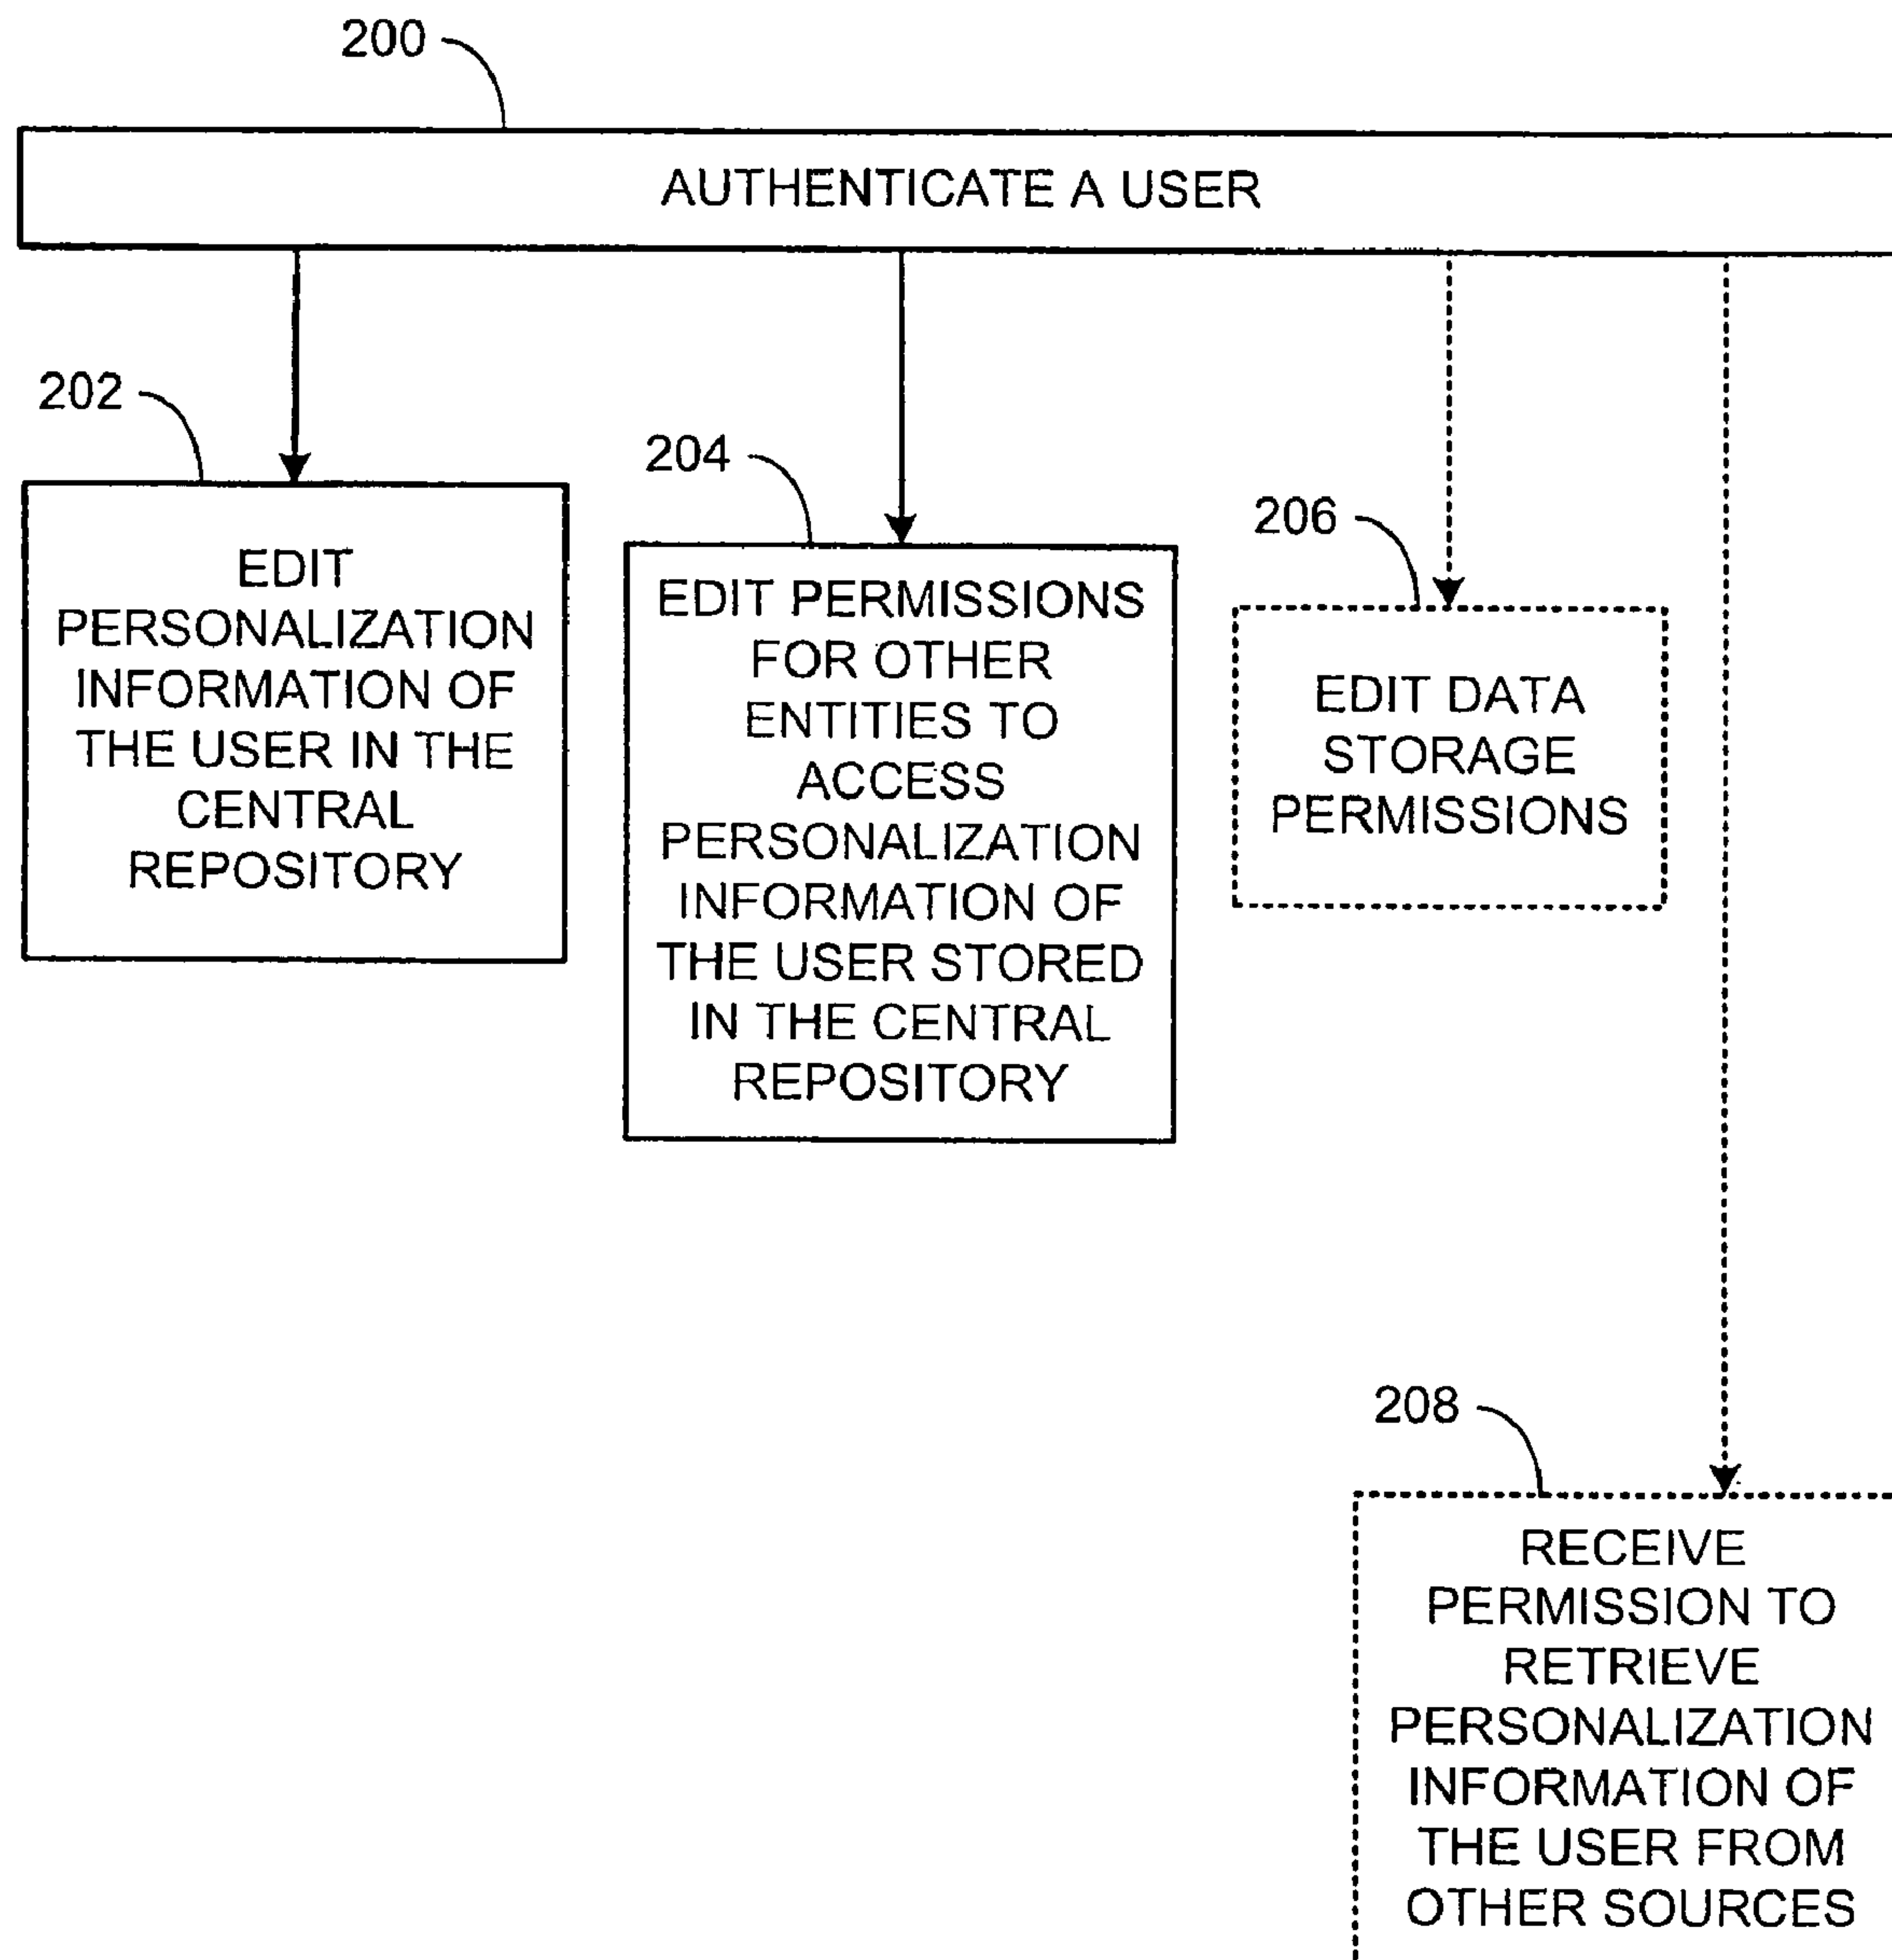 200
AUTHENTICATE A USER
202
EDIT
PERSONALIZATION
INFORMATION OF
THE USER IN THE
CENTRAL
REPOSITORY
204
EDIT PERMISSIONS
FOR OTHER
ENTITIES TO
ACCESS
PERSONALIZATION
INFORMATION OF
THE USER STORED
IN THE CENTRAL
REPOSITORY
206
EDIT DATA
STORAGE
PERMISSIONS
208
RECEIVE
PERMISSION TO
RETRIEVE
PERSONALIZATION
INFORMATION OF
THE USER FROM
OTHER SOURCES